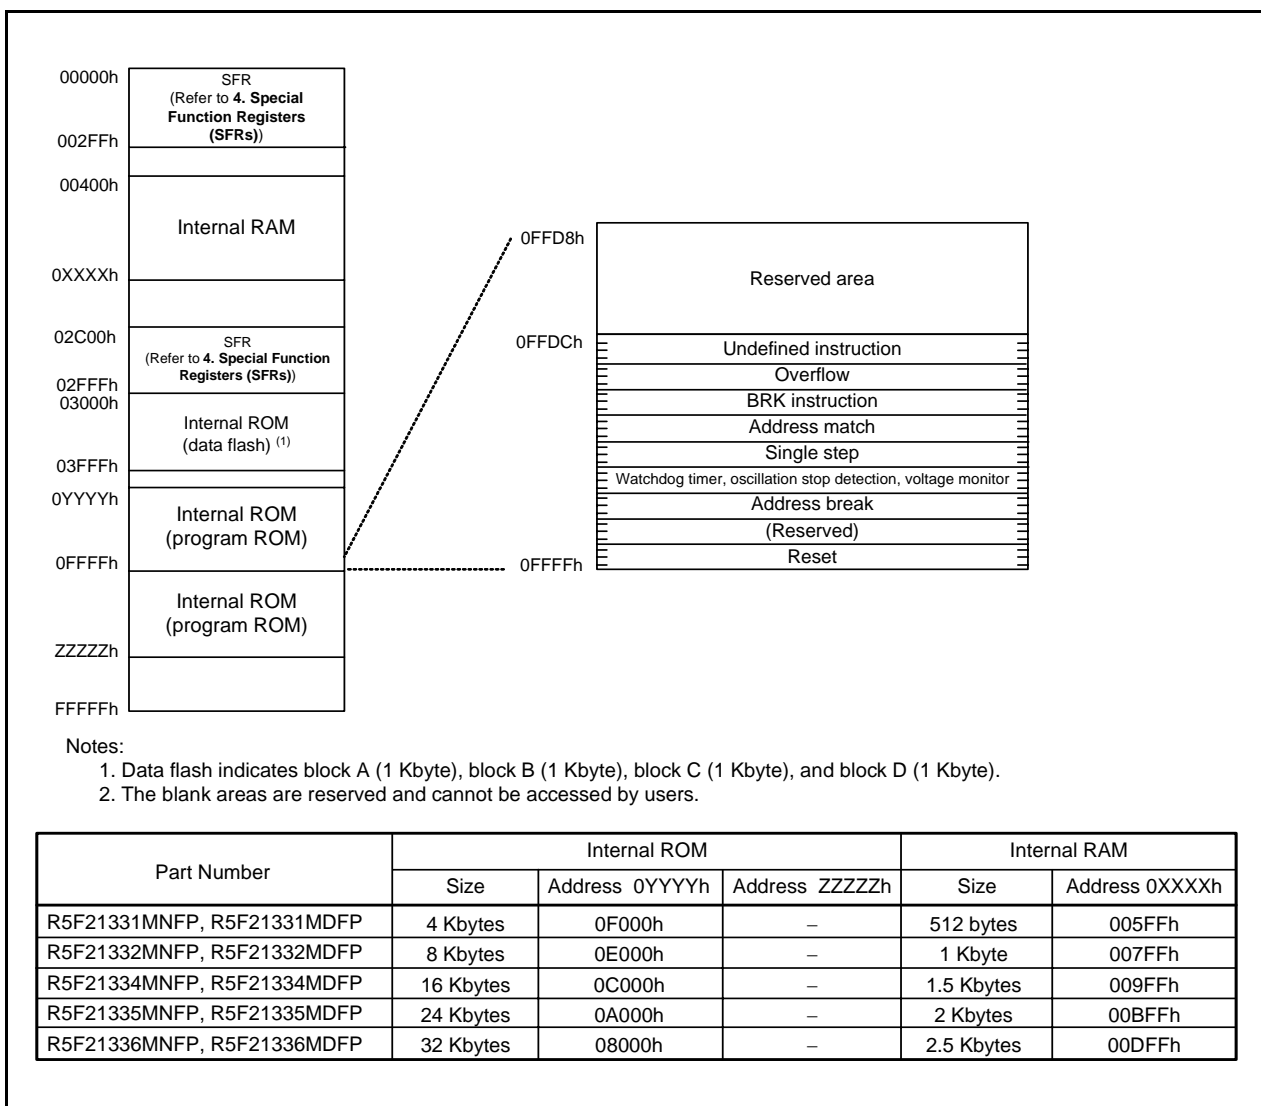 00000h
SFR
(Refer to 4. Special
Function Registers
(SFRs))
002FFh
00400h
Internal RAM
0XXXXh
02C00h
SFR
(Refer to 4. Special Function
Registers (SFRs))
02FFFh
03000h
Internal ROM
(data flash) (1)
03FFFh
0YYYYh
Internal ROM
(program ROM)
0FFFFh
Internal ROM
(program ROM)
ZZZZZh
FFFFFh
0FFD8h
Reserved area
0FFDCh
Undefined instruction
Overflow
BRK instruction
Address match
Single step
Watchdog timer, oscillation stop detection, voltage monitor
Address break
(Reserved)
Reset
0FFFFh
Notes:
1. Data flash indicates block A (1 Kbyte), block B (1 Kbyte), block C (1 Kbyte), and block D (1 Kbyte).
2. The blank areas are reserved and cannot be accessed by users.
Part Number Internal ROM Internal RAM
Size Address 0YYYYh Address ZZZZZh Size Address 0XXXXh
R5F21331MNFP, R5F21331MDFP 4 Kbytes 0F000h – 512 bytes 005FFh
R5F21332MNFP, R5F21332MDFP 8 Kbytes 0E000h – 1 Kbyte 007FFh
R5F21334MNFP, R5F21334MDFP 16 Kbytes 0C000h – 1.5 Kbytes 009FFh
R5F21335MNFP, R5F21335MDFP 24 Kbytes 0A000h – 2 Kbytes 00BFFh
R5F21336MNFP, R5F21336MDFP 32 Kbytes 08000h – 2.5 Kbytes 00DFFh